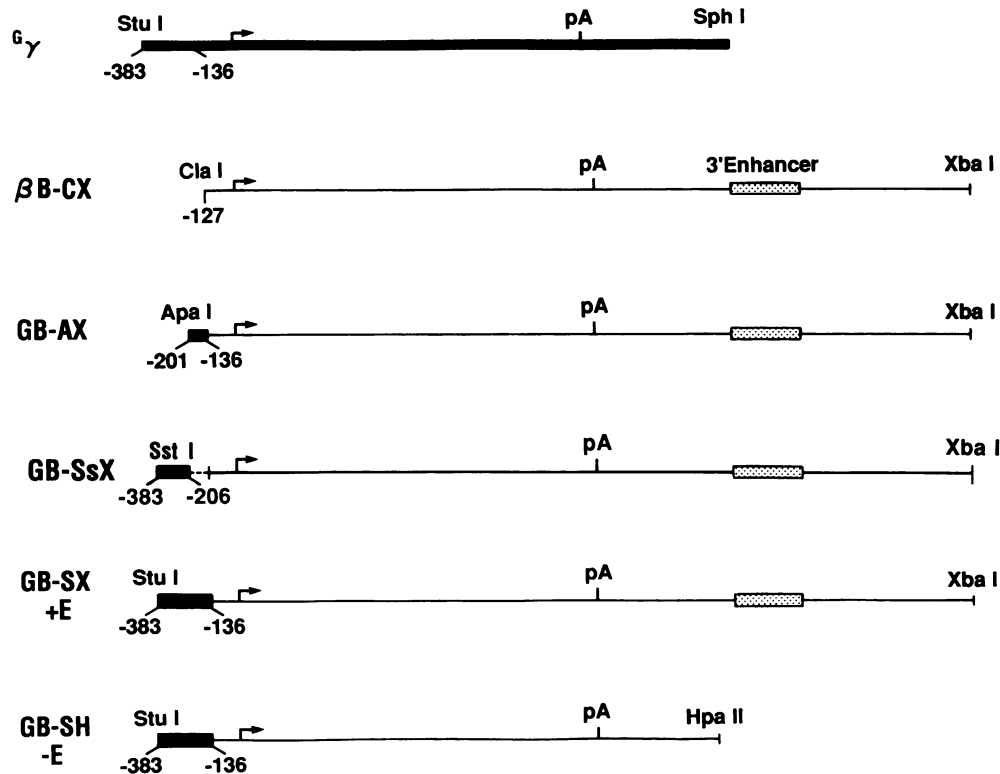 Gγ
Stu I
pA
Sph I
-383
-136
βB-CX
Cla I
pA
3'Enhancer
Xba I
-127
GB-AX
Apa I
pA
Xba I
-201
-136
GB-SsX
Sst I
pA
Xba I
-383
-206
GB-SX
+E
Stu I
pA
Xba I
-383
-136
GB-SH
-E
Stu I
pA
Hpa II
-383
-136